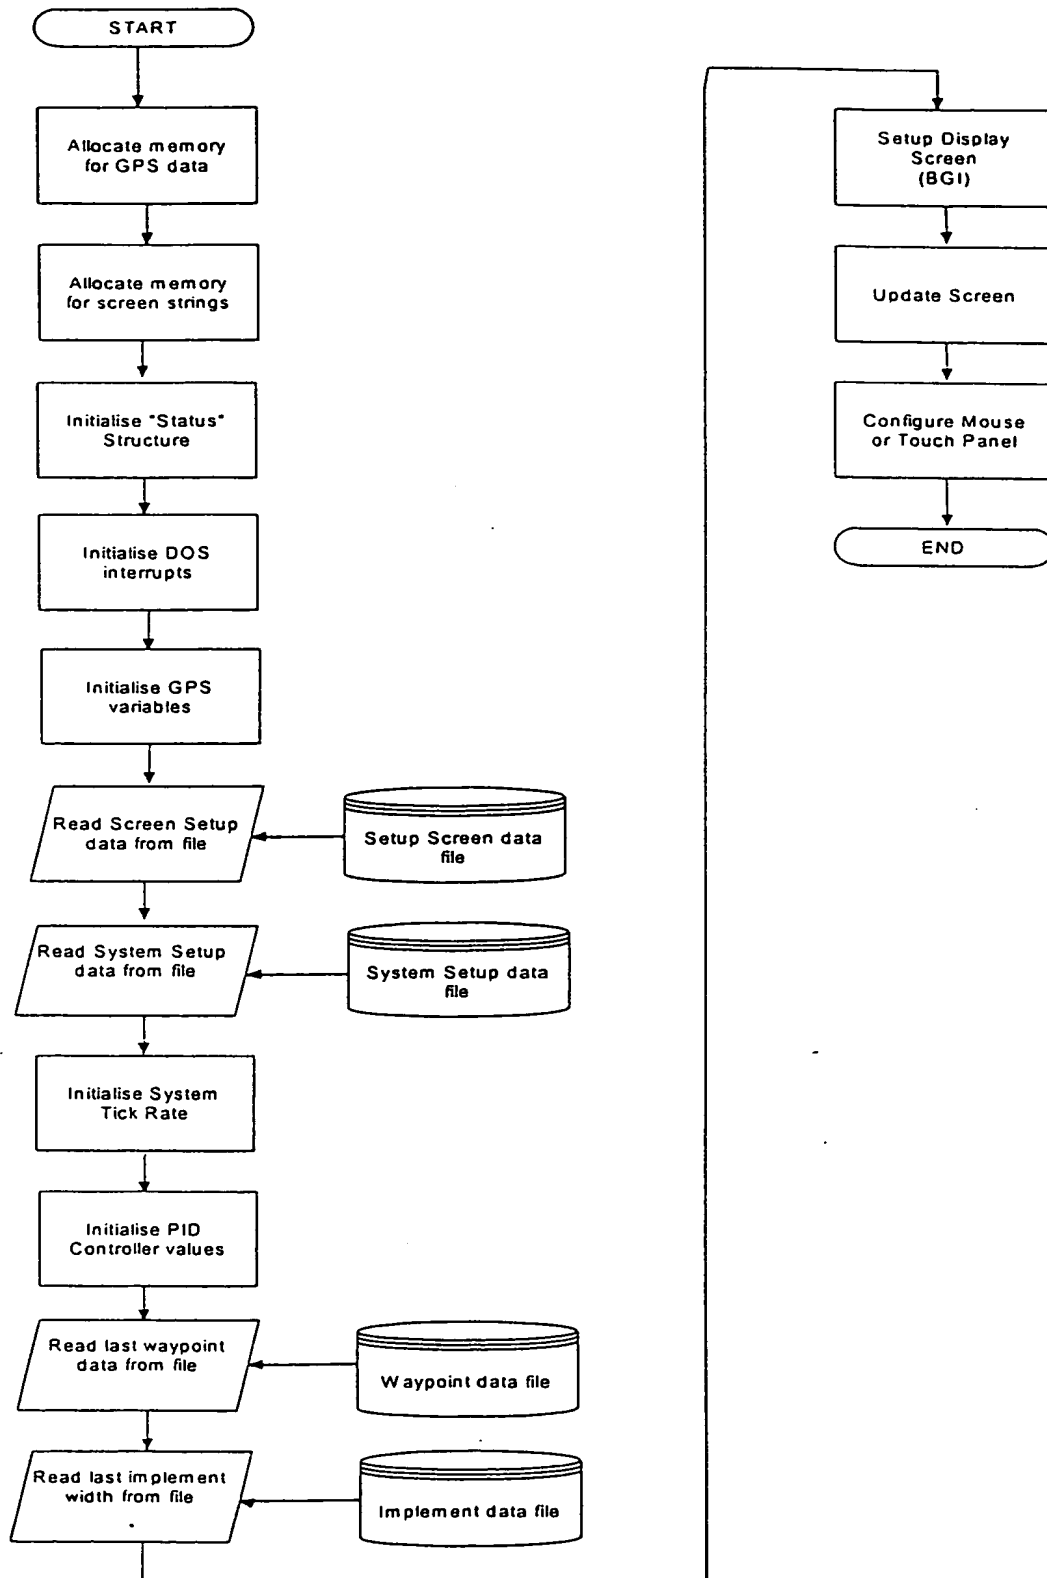 START
Allocate memory
for GPS data
Allocate memory
for screen strings
Initialise "Status"
Structure
Initialise DOS
interrupts
Initialise GPS
variables
Read Screen Setup
data from file
Setup Screen data
file
Read System Setup
data from file
System Setup data
file
Initialise System
Tick Rate
Initialise PID
Controller values
Read last waypoint
data from file
Waypoint data file
Read last implement
width from file
Implement data file
Setup Display
Screen
(BGI)
Update Screen
Configure Mouse
or Touch Panel
END